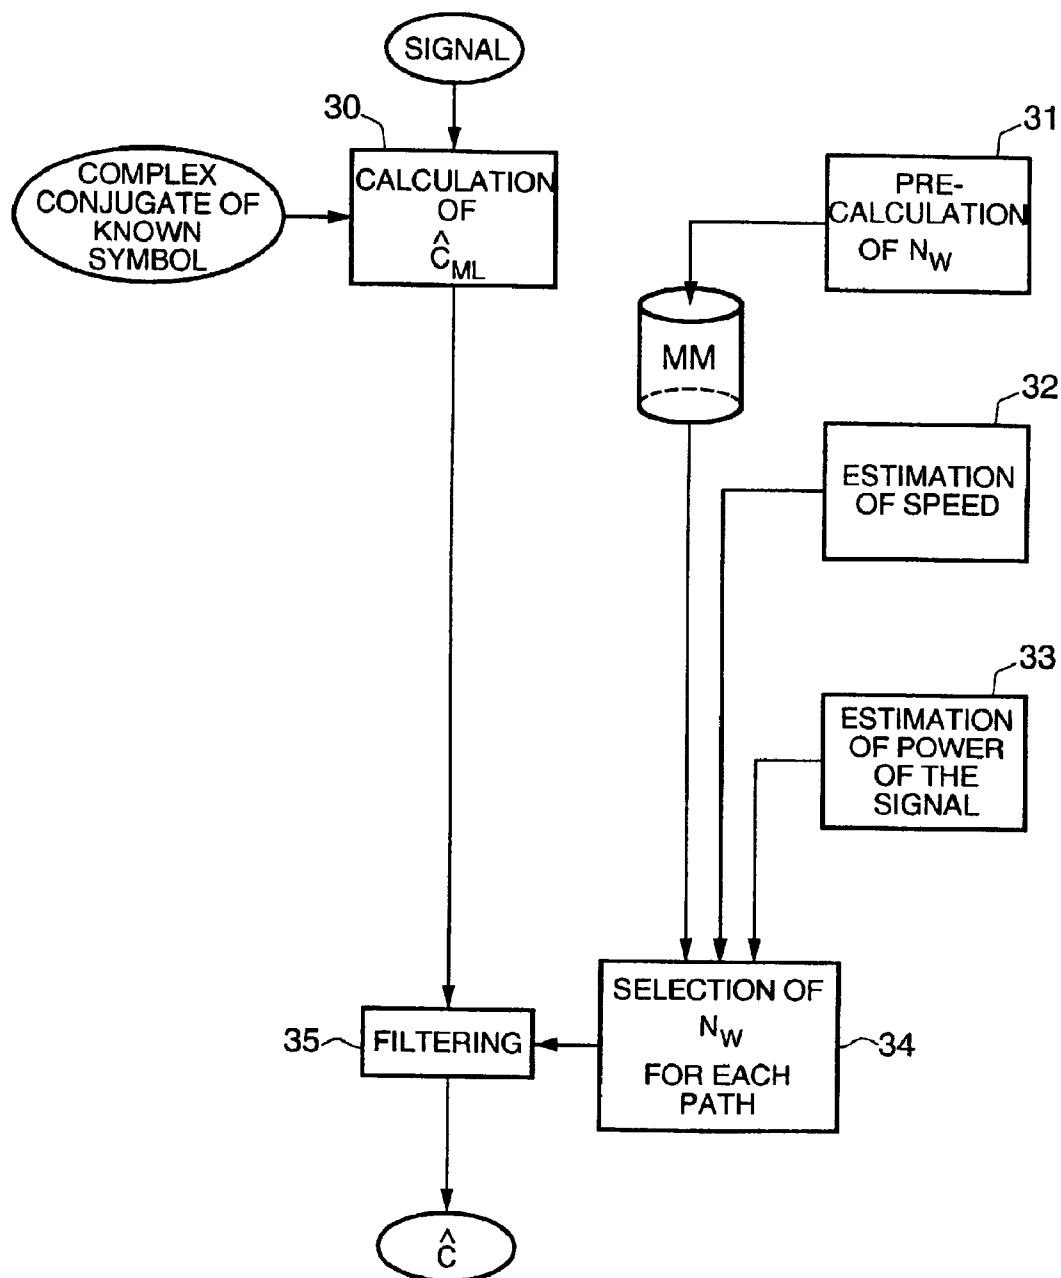 SIGNAL
30
COMPLEX
CONJUGATE OF
KNOWN
SYMBOL
CALCULATION
OF
Ĉ_ML
31
PRE-
CALCULATION
OF N_W
MM
32
ESTIMATION
OF SPEED
33
ESTIMATION
OF POWER
OF THE
SIGNAL
SELECTION OF
N_W
FOR EACH
PATH
34
35
FILTERING
Ĉ